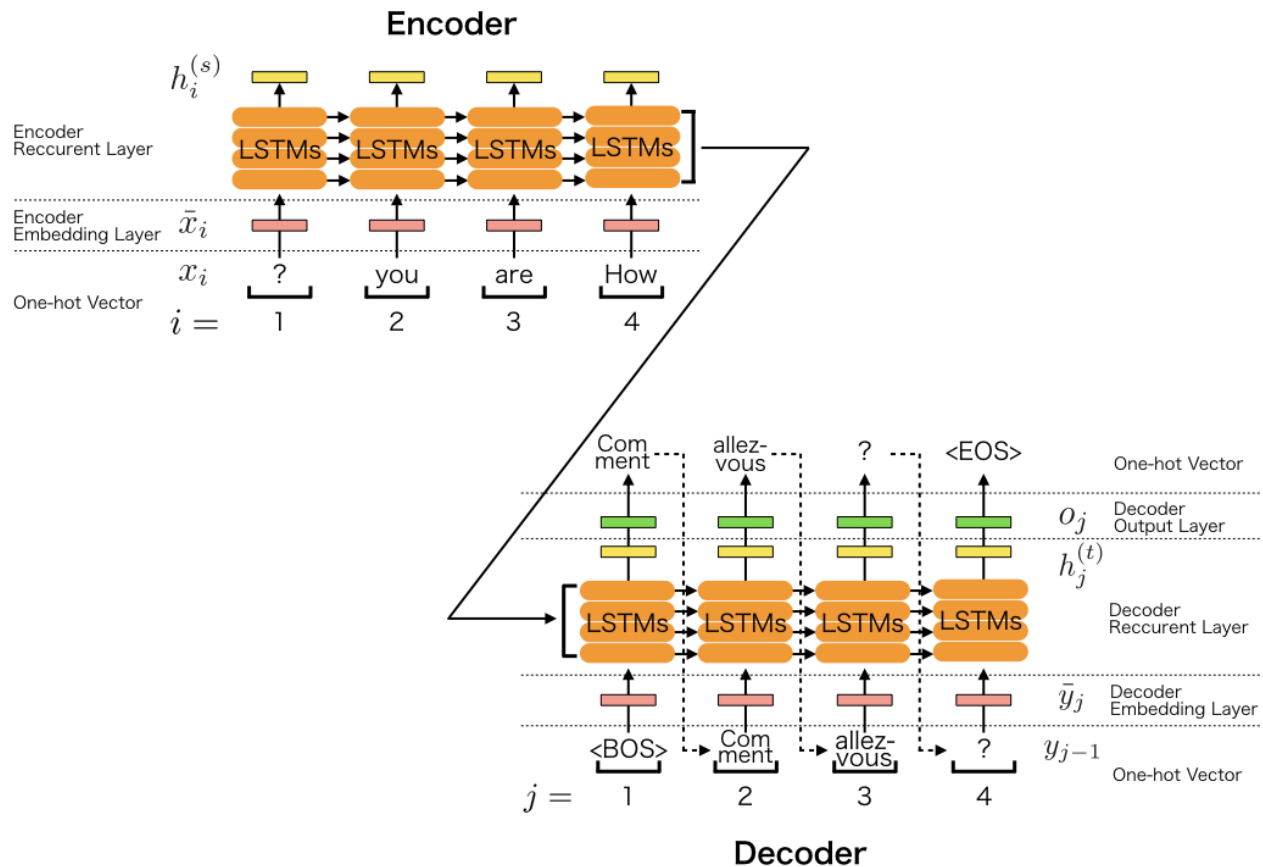 Encoder
h_i^{(s)}
Encoder
Reccurent Layer
LSTMs LSTMs LSTMs LSTMs
Encoder
Embedding Layer
x̄_i
x_i ? you are How
One-hot Vector
i = 1 2 3 4
Com
ment
allez-
vous
? <EOS> One-hot Vector
o_j
Decoder
Output Layer
h_j^{(t)}
LSTMs LSTMs LSTMs LSTMs
Decoder
Reccurent Layer
ȳ_j
Decoder
Embedding Layer
<BOS>
Com
ment
allez-
vous
? y_{j−1}
One-hot Vector
j = 1 2 3 4
Decoder